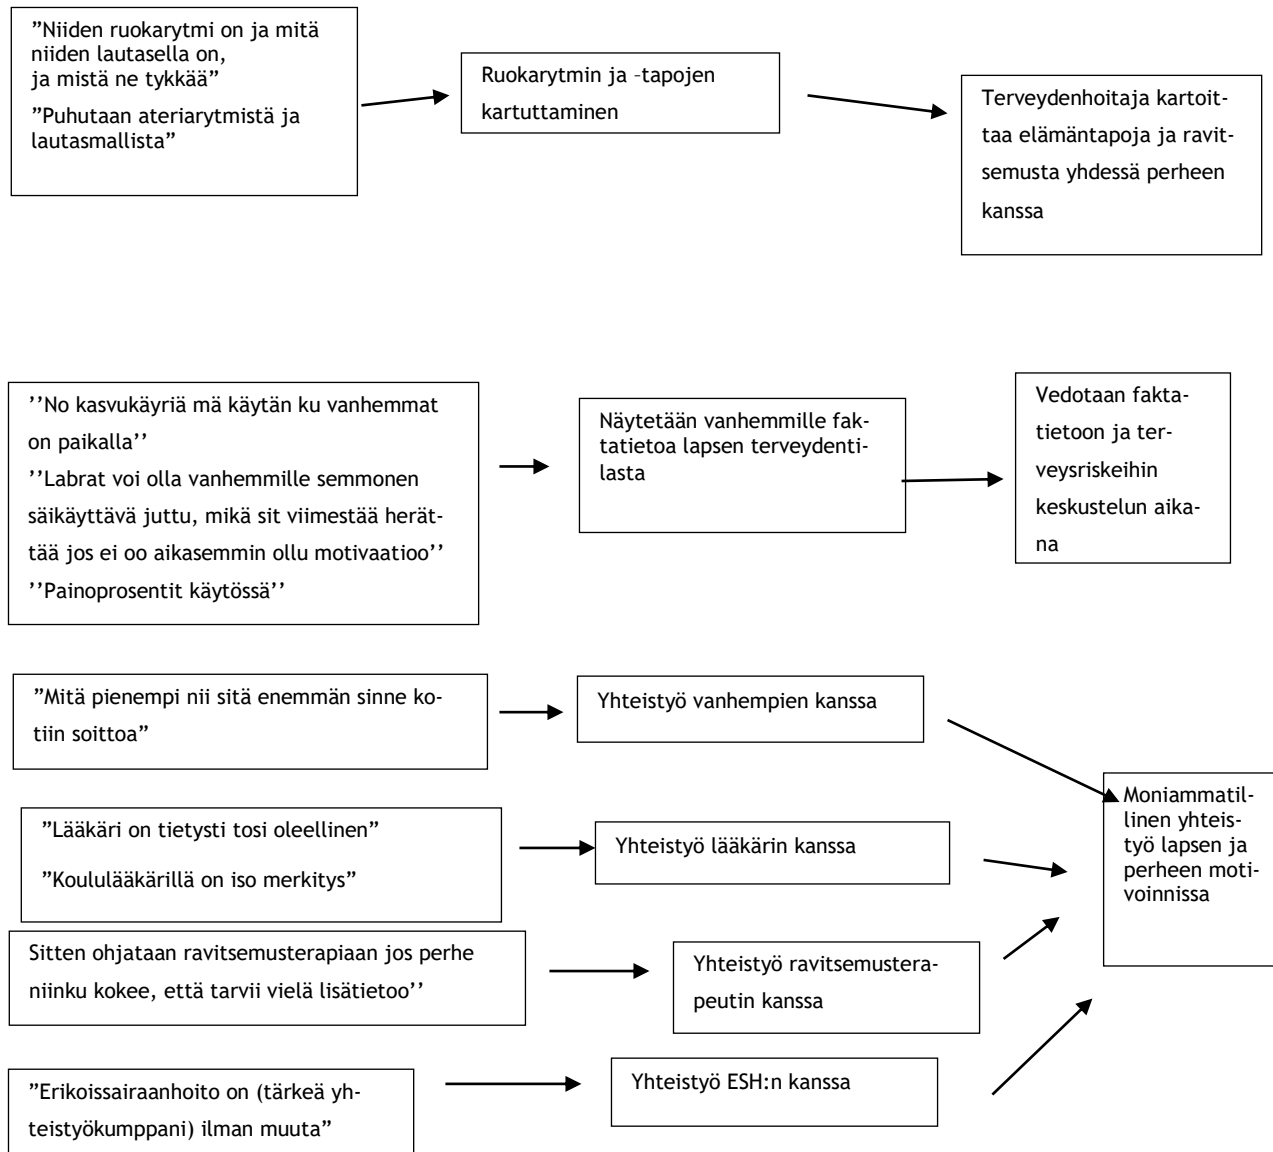 ”Niiden ruokarytmi on ja mitä
niiden lautasella on,
ja mistä ne tykkää”
”Puhutaan ateriarytmistä ja
lautasmallista”
Ruokarytmin ja -tapojen
kartuttaminen
Terveydenhoitaja kartoit-
taa elämäntapoja ja ravit-
semusta yhdessä perheen
kanssa
’’No kasvukäyriä mä käytän ku vanhemmat
on paikalla’’
’’Labrat voi olla vanhemmille semmonen
säikäyttävä juttu, mikä sit viimestää herät-
tää jos ei oo aikasemmin ollu motivaatioo’’
’’Painoprosentit käytössä’’
Näytetään vanhemmille fak-
tatietoa lapsen terveydenti-
lasta
Vedotaan fakta-
tietoon ja ter-
veysriskeihin
keskustelun aika-
na
”Mitä pienempi nii sitä enemmän sinne ko-
tiin soittoa”
Yhteistyö vanhempien kanssa
”Lääkäri on tietysti tosi oleellinen”
”Koululääkärillä on iso merkitys”
Yhteistyö lääkärin kanssa
Sitten ohjataan ravitsemusterapiaan jos perhe
niinku kokee, että tarvii vielä lisätietoo’’
Yhteistyö ravitsemustera-
peutin kanssa
”Erikoissairaanhoito on (tärkeä yh-
teistyökumppani) ilman muuta”
Yhteistyö ESH:n kanssa
Moniammatil-
linen yhteis-
työ lapsen ja
perheen moti-
voinnissa